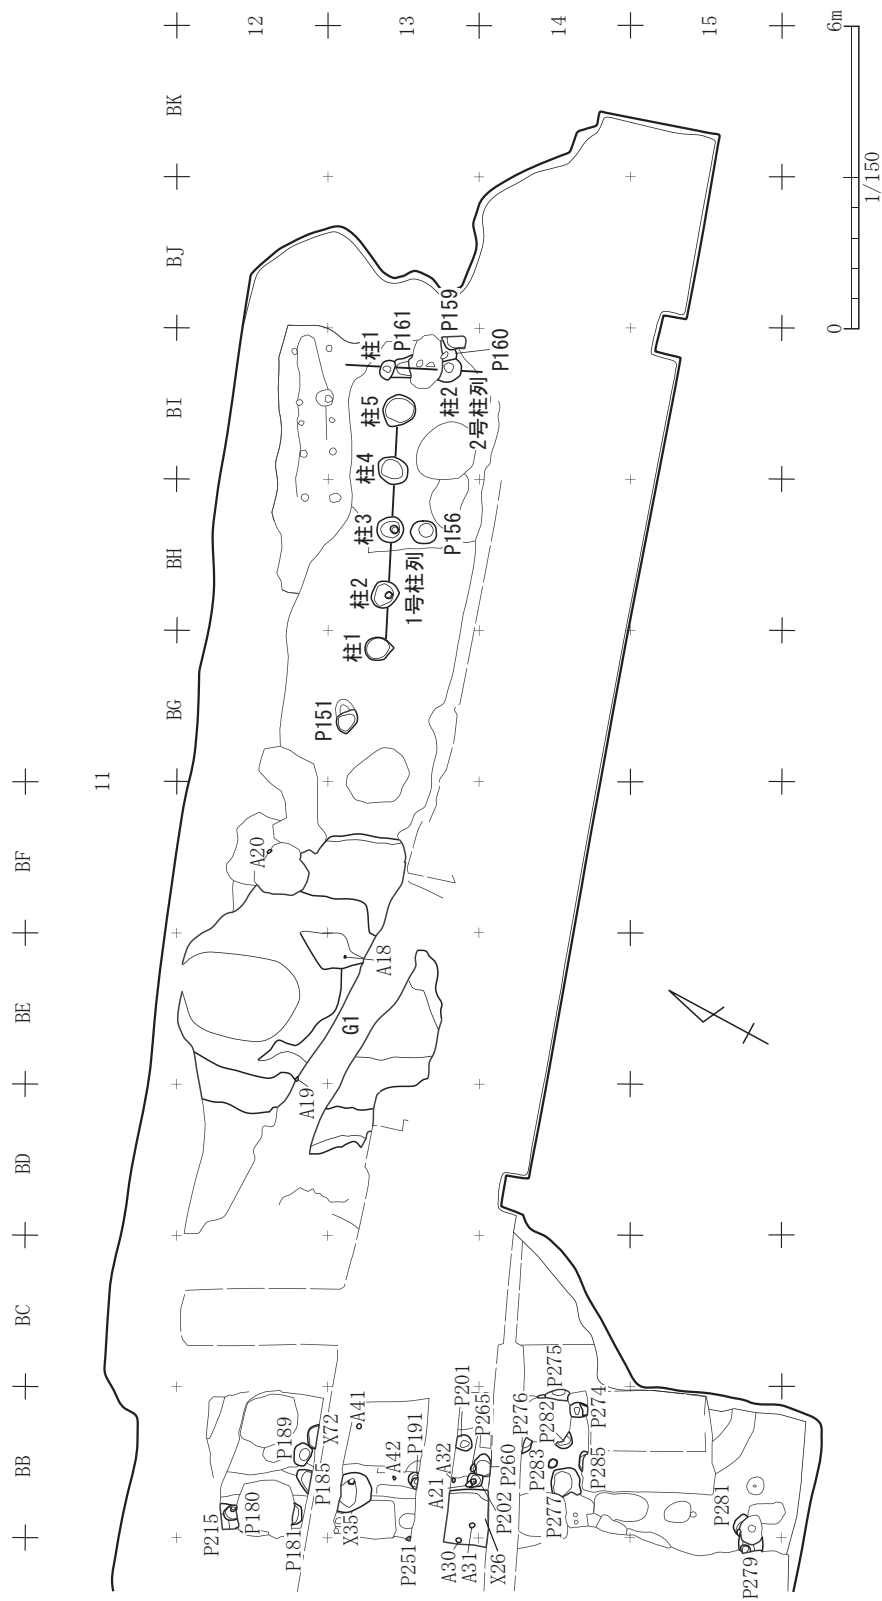 12
13
14
15
6m
BK
1/150
BJ
0
P159
P161
柱1
P160
BI
柱5
柱2
2号柱列
柱4
柱3
P156
BH
柱2
1号柱列
柱1
BG
P151
11
BF
A20
A18
BE
G1
A19
BD
BC
P275
P201
A41
P274
P265
P276
P282
X72
P189
P191
A42
A32
BB
P260
P283
P285
P185
A21
P281
P202
P277
P180
P215
X35
P181
P251
A30
A31
X26
P279